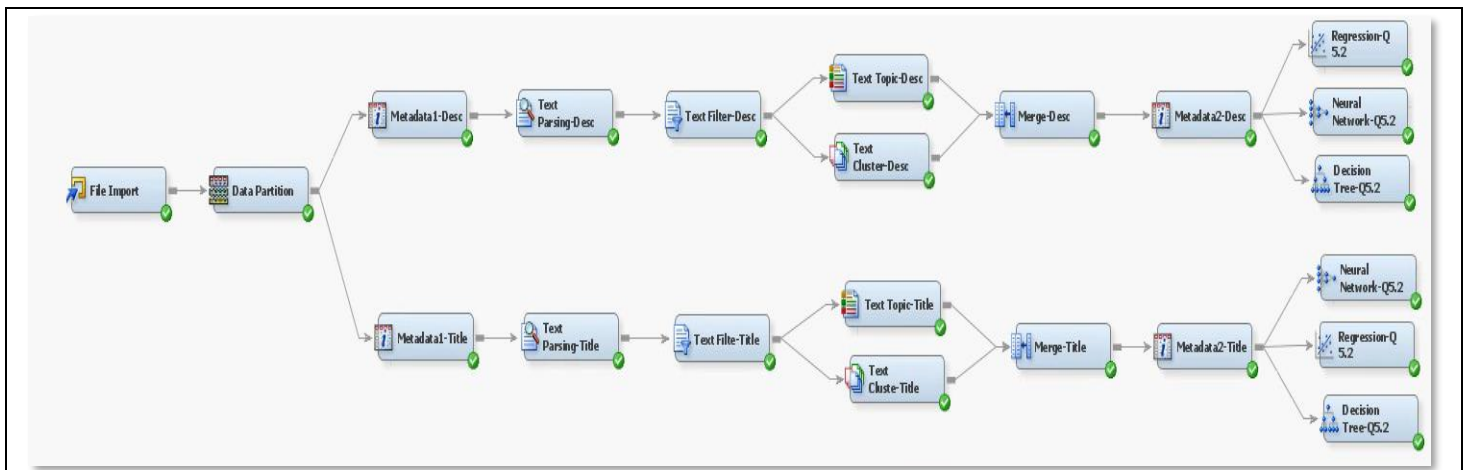 File Import
Data Partition
Metadata1-Desc
Text
Parsing-Desc
Text Filter-Desc
Text Topic-Desc
Text
Cluster-Desc
Merge-Desc
Metadata2-Desc
Regression-Q
5.2
Neural
Network-Q5.2
Decision
Tree-Q5.2
Metadata1-Title
Text
Parsing-Title
Text Filte-Title
Text Topic-Title
Text
Cluste-Title
Merge-Title
Metadata2-Title
Neural
Network-Q5.2
Regression-Q
5.2
Decision
Tree-Q5.2